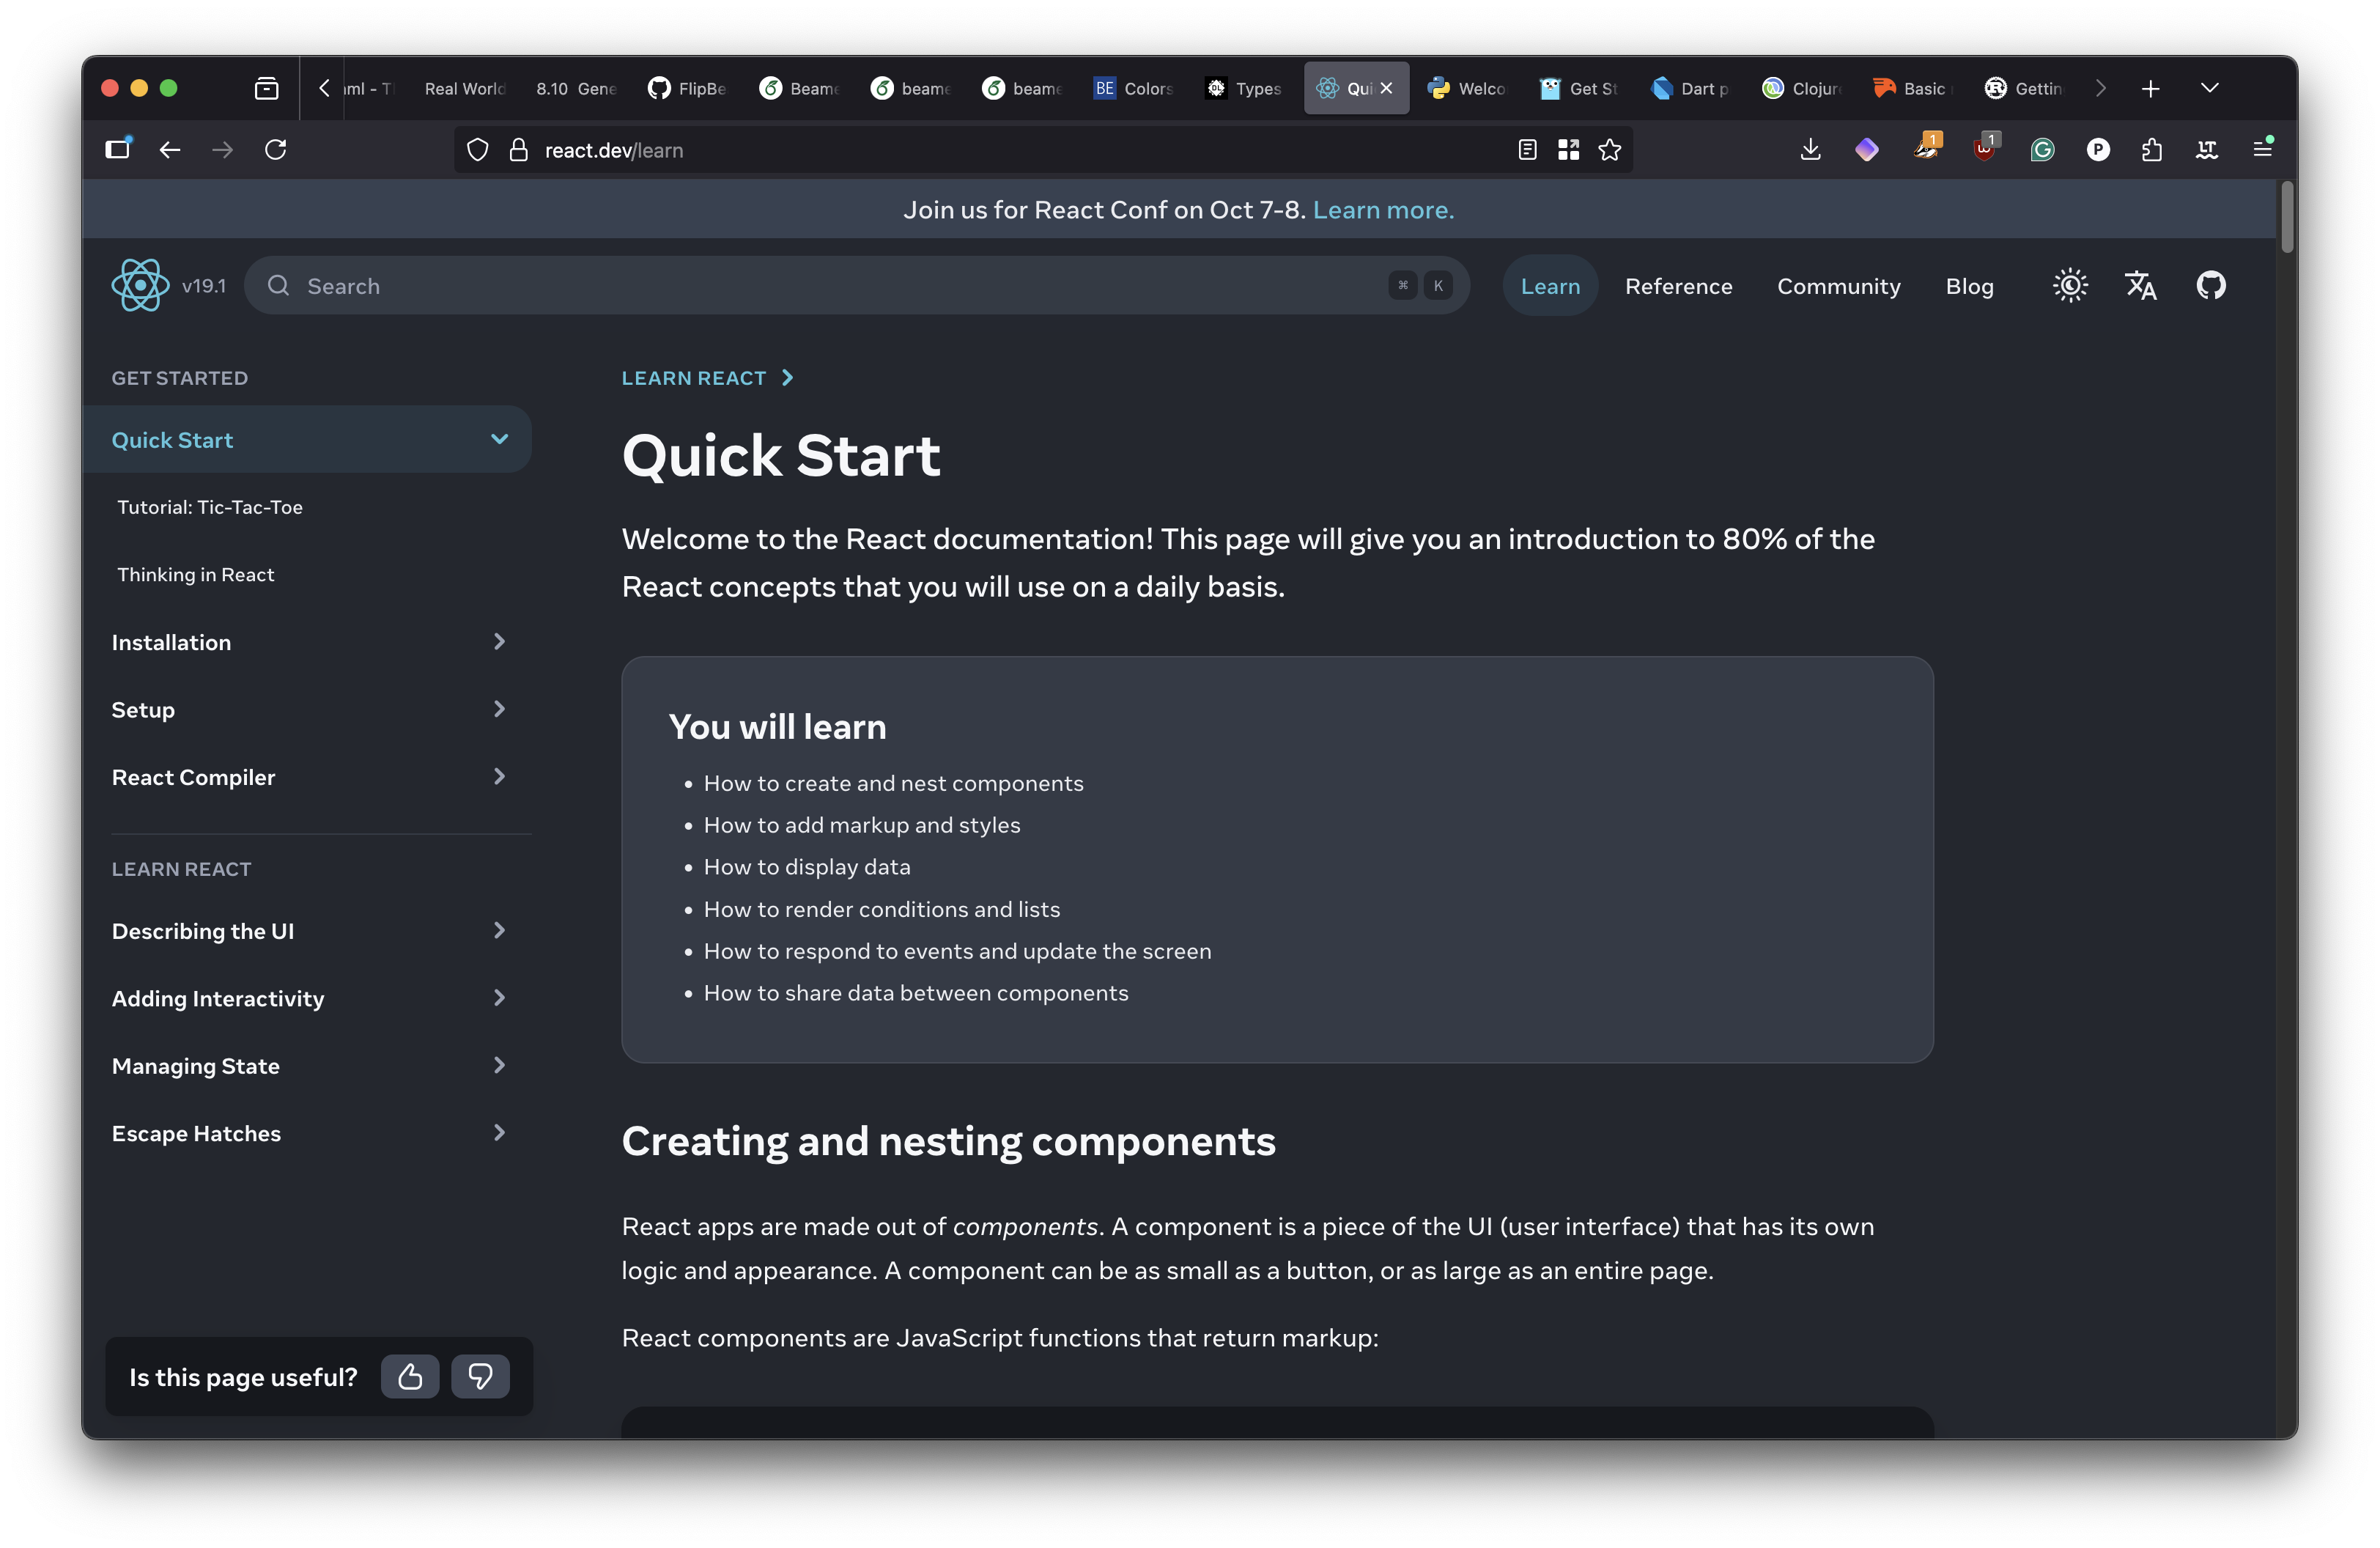 Real World
8.10 Gene
FlipBe
Beame
beame
beame
BE Colors
Types
Qui
Welco
Get St
Dart p
Clojur
Basic
Gettin
react.dev/learn
1
1
Join us for React Conf on Oct 7-8. Learn more.
v19.1
Search
⌘ K
Learn
Reference
Community
Blog
GET STARTED
Quick Start
Tutorial: Tic-Tac-Toe
Thinking in React
Installation
Setup
React Compiler
LEARN REACT
Describing the UI
Adding Interactivity
Managing State
Escape Hatches
Is this page useful?
LEARN REACT
Quick Start
Welcome to the React documentation! This page will give you an introduction to 80% of the
React concepts that you will use on a daily basis.
You will learn
• How to create and nest components
• How to add markup and styles
• How to display data
• How to render conditions and lists
• How to respond to events and update the screen
• How to share data between components
Creating and nesting components
React apps are made out of components. A component is a piece of the UI (user interface) that has its own
logic and appearance. A component can be as small as a button, or as large as an entire page.
React components are JavaScript functions that return markup: